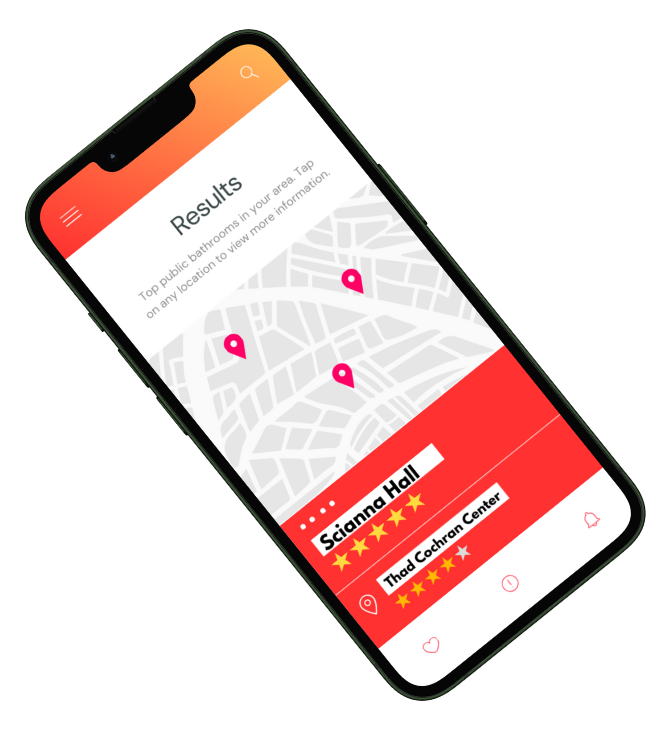 Results
Top public bathrooms in your area. Tap
on any location to view more information.
Scianna Hall
Thad Cochran Center